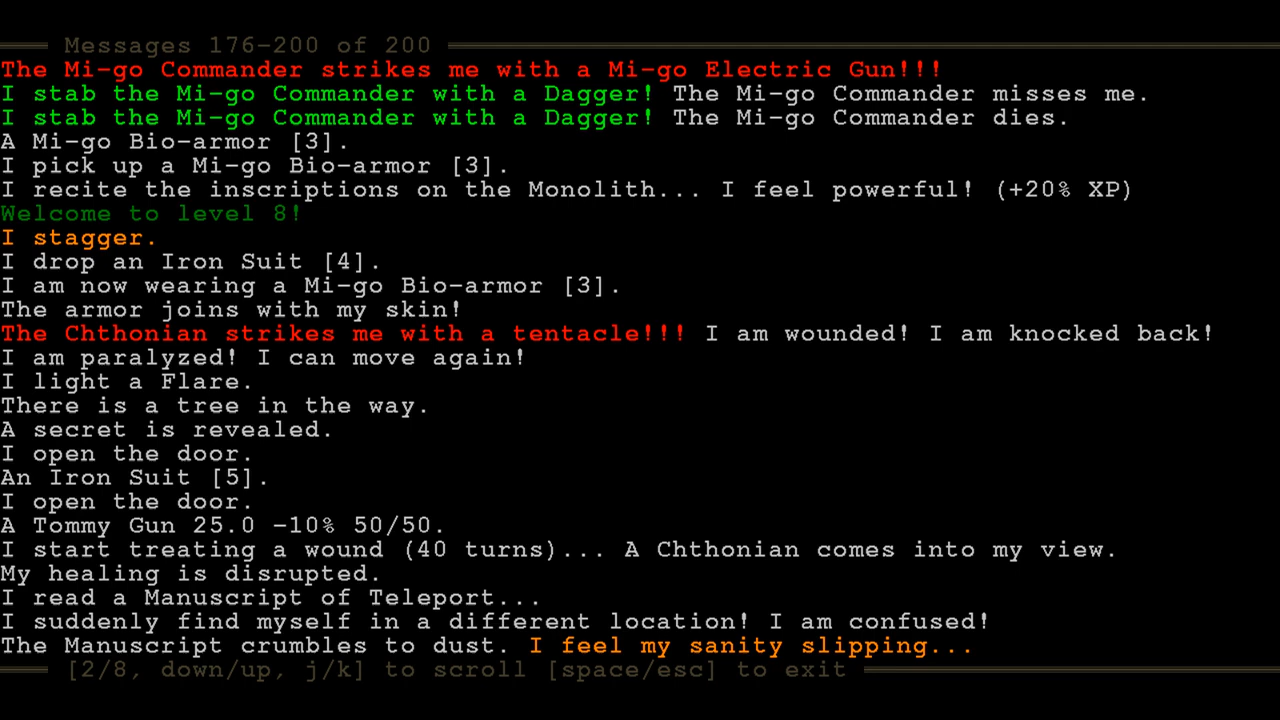 Messages 176-200 of 200
The Mi-go Commander strikes me with a Mi-go Electric Gun!!!
I stab the Mi-go Commander with a Dagger! The Mi-go Commander misses me.
I stab the Mi-go Commander with a Dagger! The Mi-go Commander dies.
A Mi-go Bio-armor [3].
I pick up a Mi-go Bio-armor [3].
I recite the inscriptions on the Monolith... I feel powerful! (+20% XP)
Welcome to level 8!
I stagger.
I drop an Iron Suit [4].
I am now wearing a Mi-go Bio-armor [3].
The armor joins with my skin!
The Chthonian strikes me with a tentacle!!! I am wounded! I am knocked back!
I am paralyzed! I can move again!
I light a Flare.
There is a tree in the way.
A secret is revealed.
I open the door.
An Iron Suit [5].
I open the door.
A Tommy Gun 25.0 -10% 50/50.
I start treating a wound (40 turns)... A Chthonian comes into my view.
My healing is disrupted.
I read a Manuscript of Teleport...
I suddenly find myself in a different location! I am confused!
The Manuscript crumbles to dust. I feel my sanity slipping...
[2/8, down/up, j/k] to scroll [space/esc] to exit